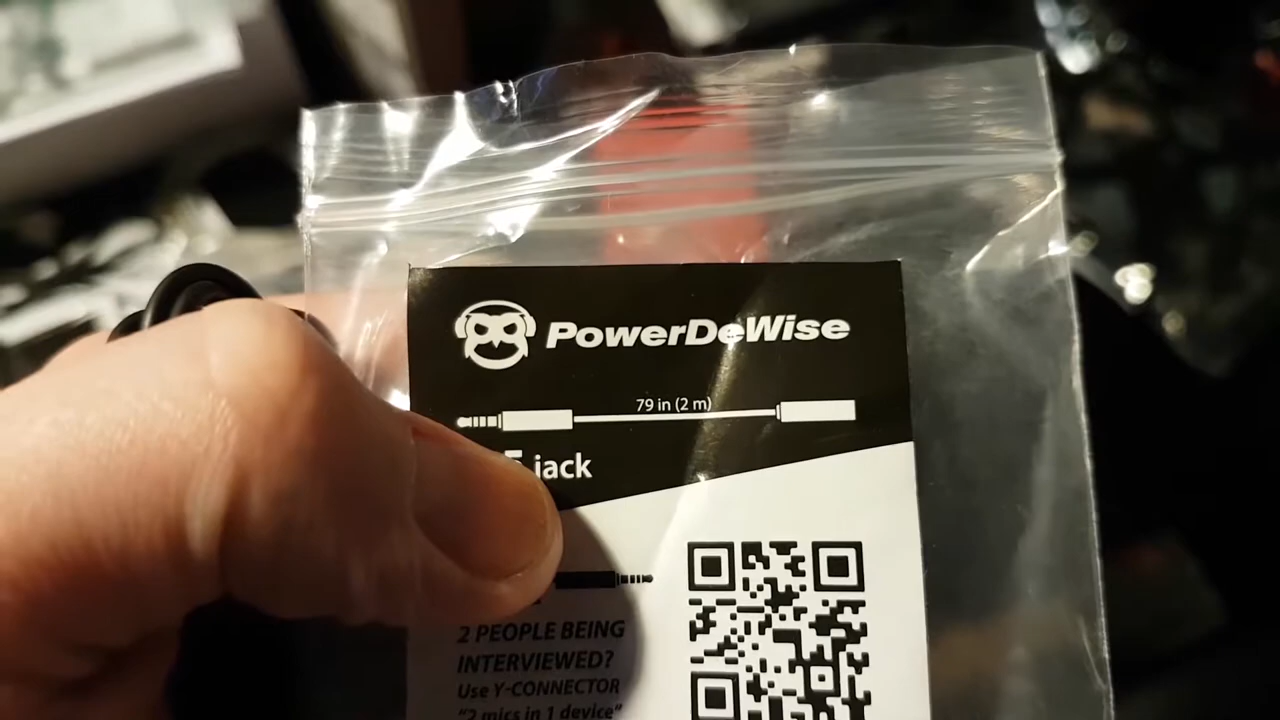 PowerDeWise
79 in (2 m)
jack
2 PEOPLE BEING
INTERVIEWED?
Use Y-CONNECTOR
"2 mics in 1 device"